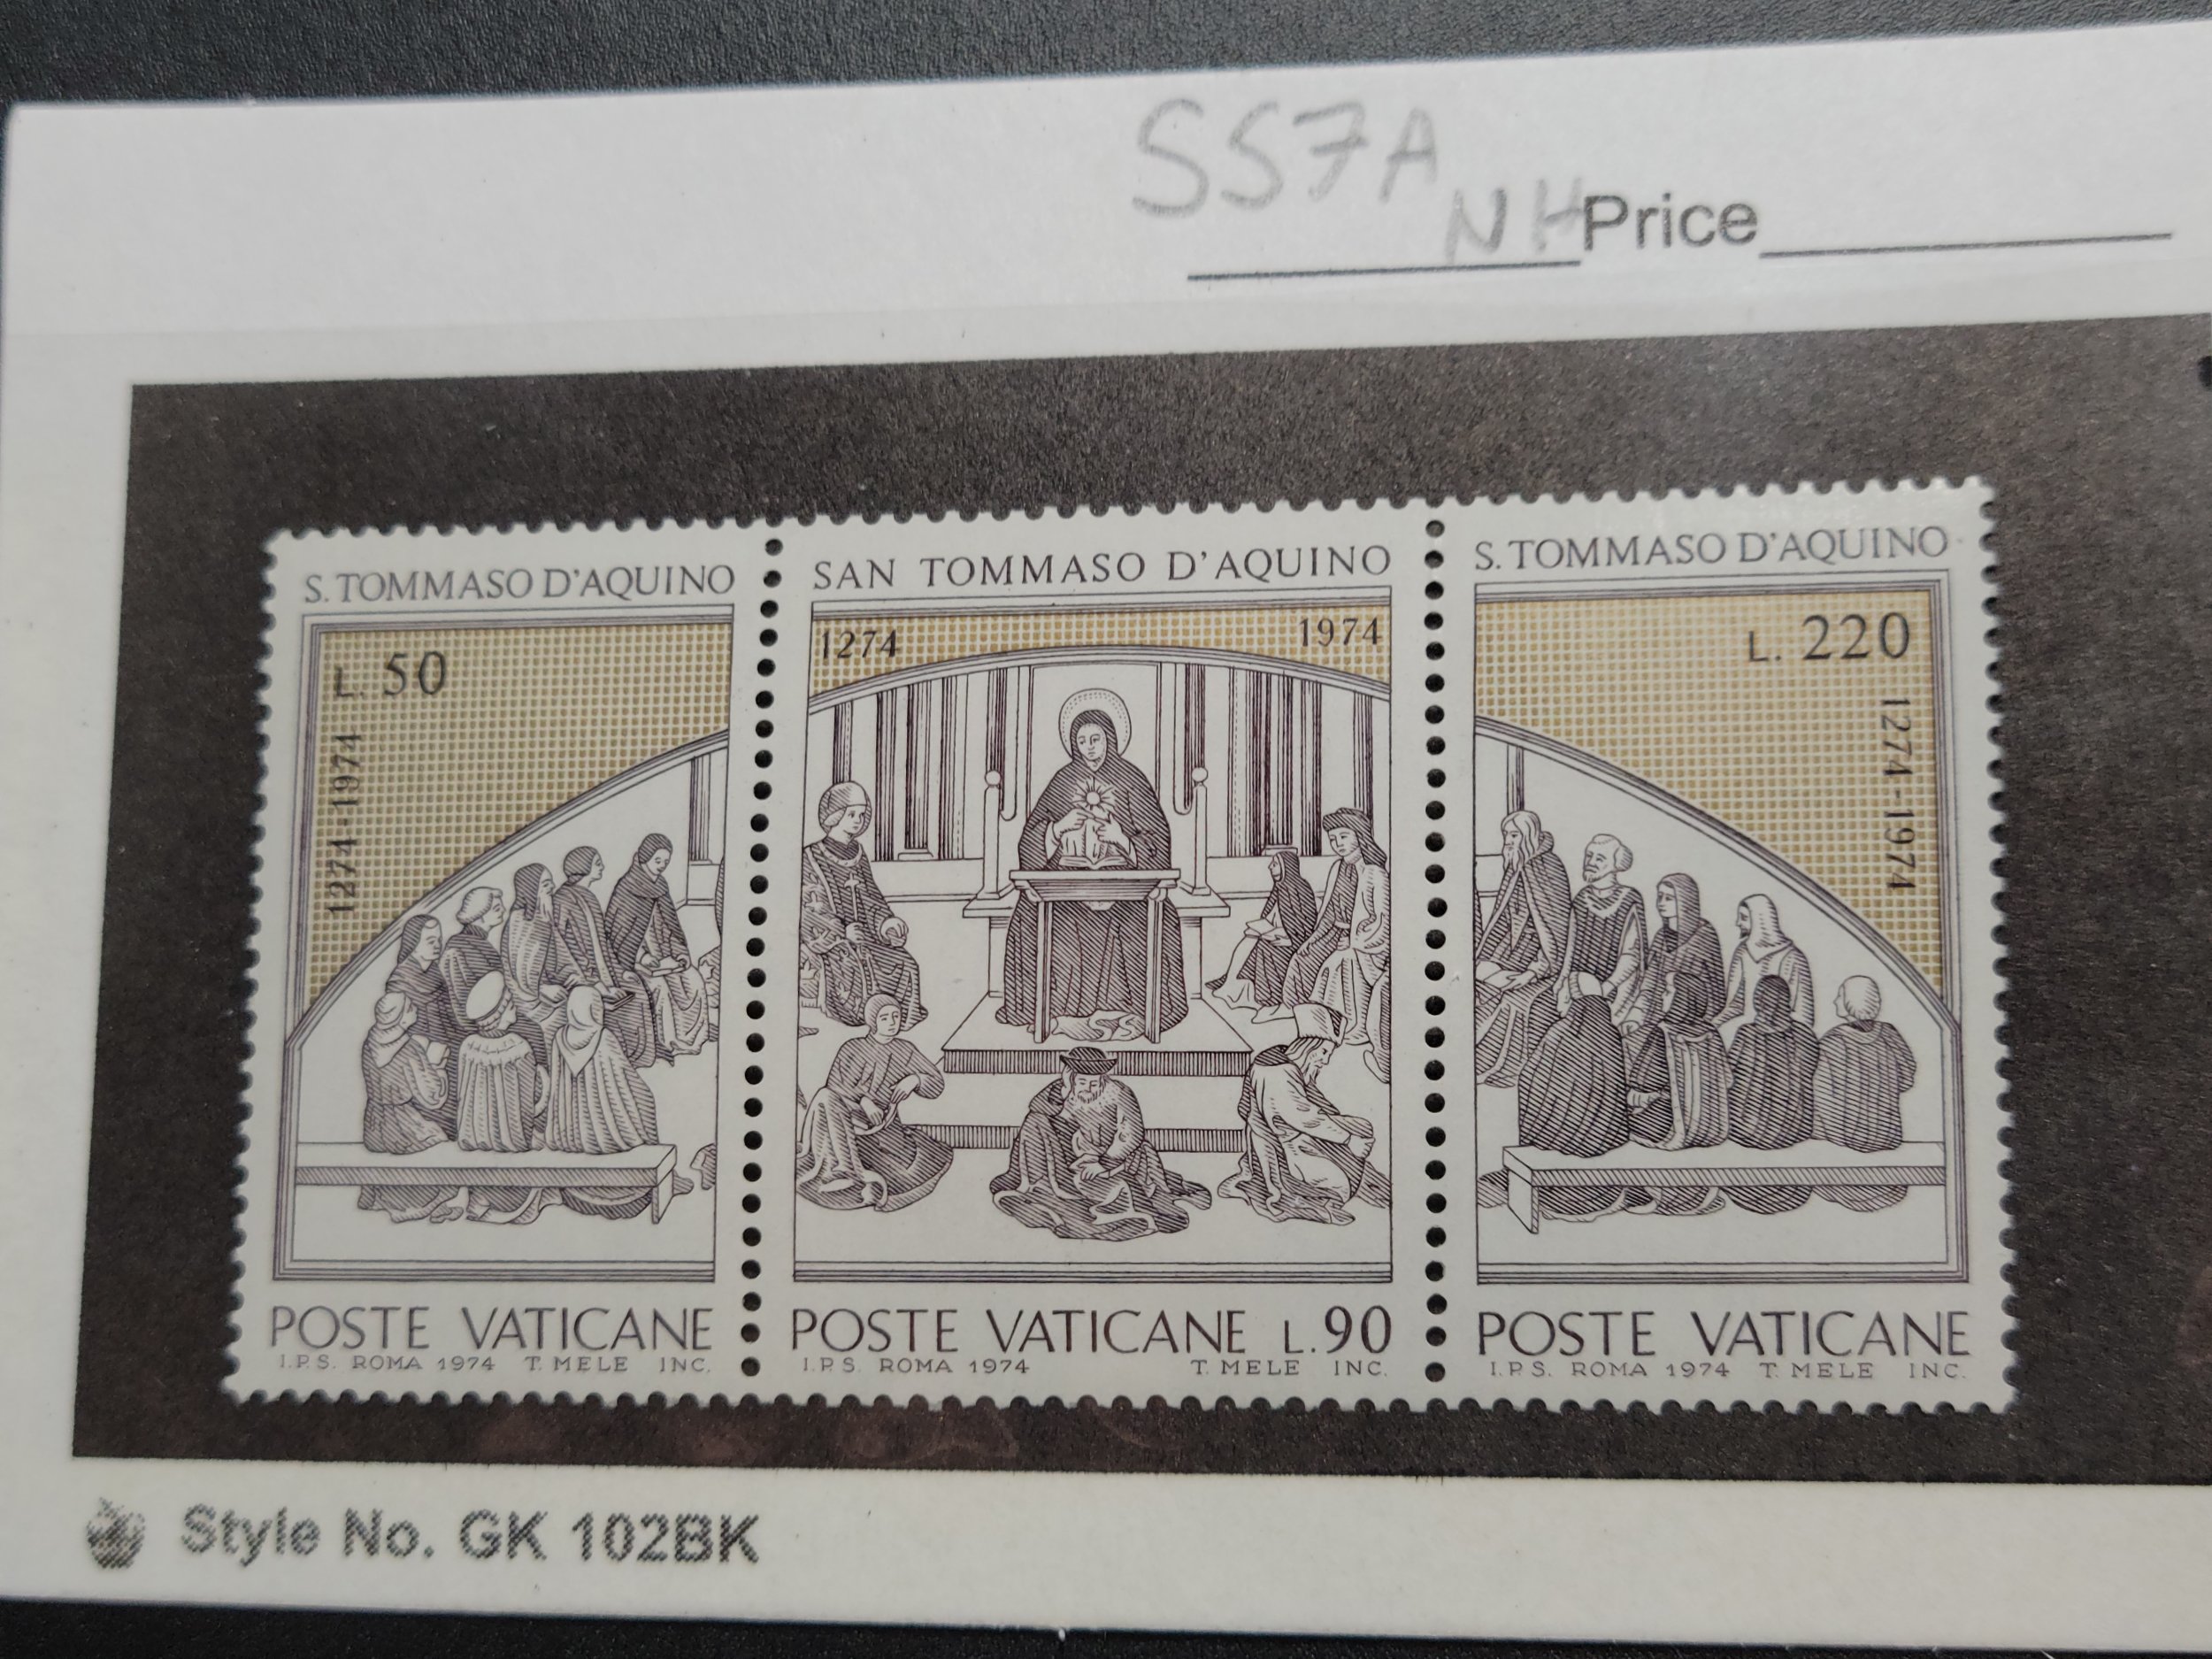 557A
NH Price
S. TOMMASO D'AQUINO
L. 50
1274-1974
POSTE VATICANE
I.P.S. ROMA 1974 T. MELE INC.
SAN TOMMASO D'AQUINO
1274 1974
POSTE VATICANE L.90
I.P.S. ROMA 1974 T. MELE INC.
S. TOMMASO D'AQUINO
L. 220
1274-1974
POSTE VATICANE
I.P.S. ROMA 1974 T. MELE INC.
Style No. GK 102BK